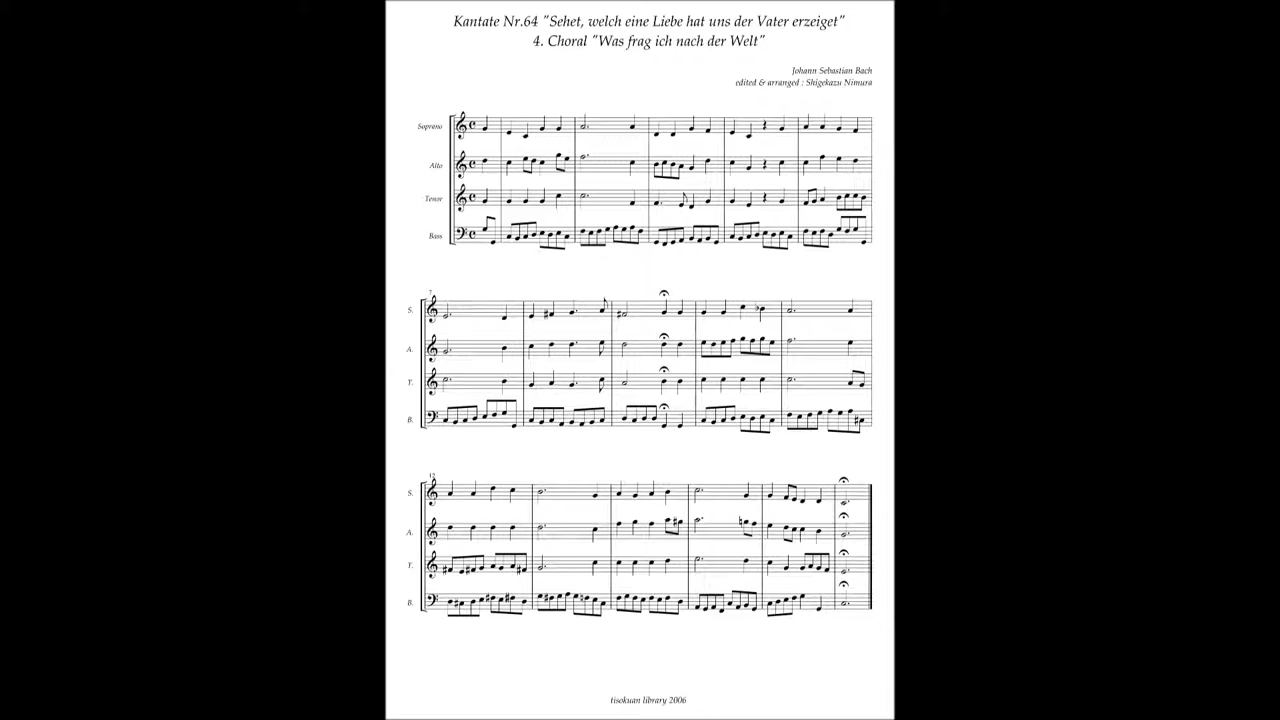 Kantate Nr.64 "Sehet, welch eine Liebe hat uns der Vater erzeiget"
4. Choral "Was frag ich nach der Welt"
Johann Sebastian Bach
edited & arranged : Shigekazu Nimura
Soprano
Alto
Tenor
Bass
7
S.
A.
T.
B.
12
S.
A.
T.
B.
tisokuan library 2006